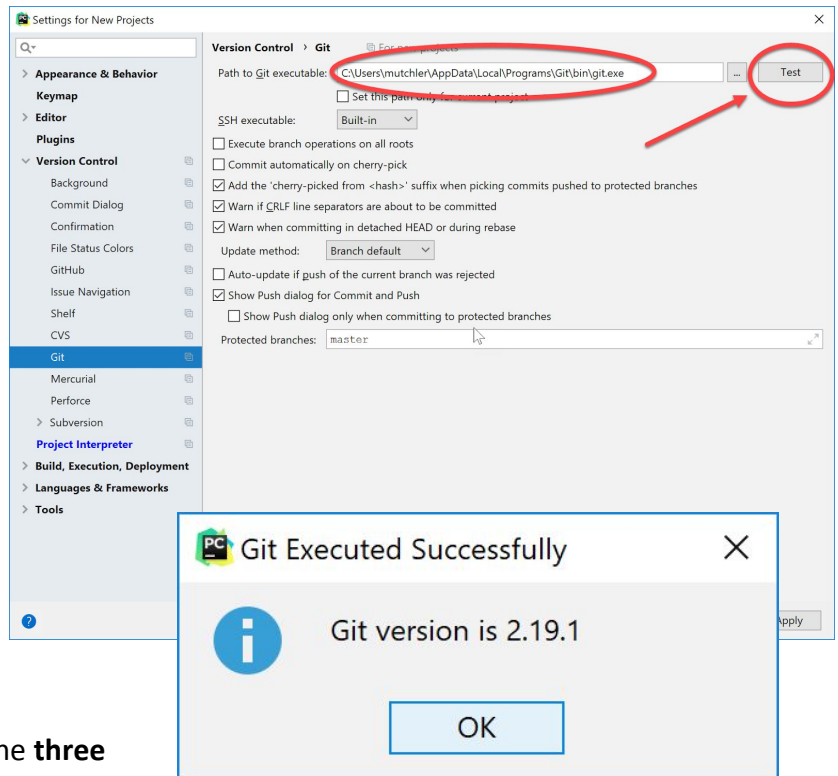 Settings for New Projects
Version Control › Git For new projects
Appearance & Behavior
Keymap
Editor
Plugins
Version Control
Background
Commit Dialog
Confirmation
File Status Colors
GitHub
Issue Navigation
Shelf
CVS
Git
Mercurial
Perforce
Subversion
Project Interpreter
Build, Execution, Deployment
Languages & Frameworks
Tools
Path to Git executable: C:\Users\mutchler\AppData\Local\Programs\Git\bin\git.exe ... Test
Set this path only for current project
SSH executable: Built-in
Execute branch operations on all roots
Commit automatically on cherry-pick
Add the 'cherry-picked from <hash>' suffix when picking commits pushed to protected branches
Warn if CRLF line separators are about to be committed
Warn when committing in detached HEAD or during rebase
Update method: Branch default
Auto-update if push of the current branch was rejected
Show Push dialog for Commit and Push
Show Push dialog only when committing to protected branches
Protected branches: master
?
Apply
PC Git Executed Successfully
Git version is 2.19.1
OK
three